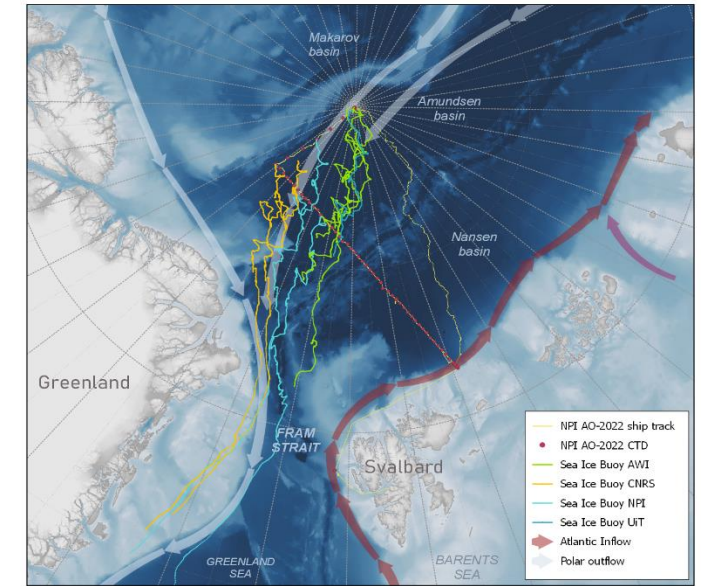 Makarov
basin
Amundsen
basin
Nansen
basin
Greenland
FRAM
STRAIT
Svalbard
GREENLAND
SEA
BARENTS
SEA
NPI AO-2022 ship track
NPI AO-2022 CTD
Sea Ice Buoy AWI
Sea Ice Buoy CNRS
Sea Ice Buoy NPI
Sea Ice Buoy UiT
Atlantic Inflow
Polar outflow